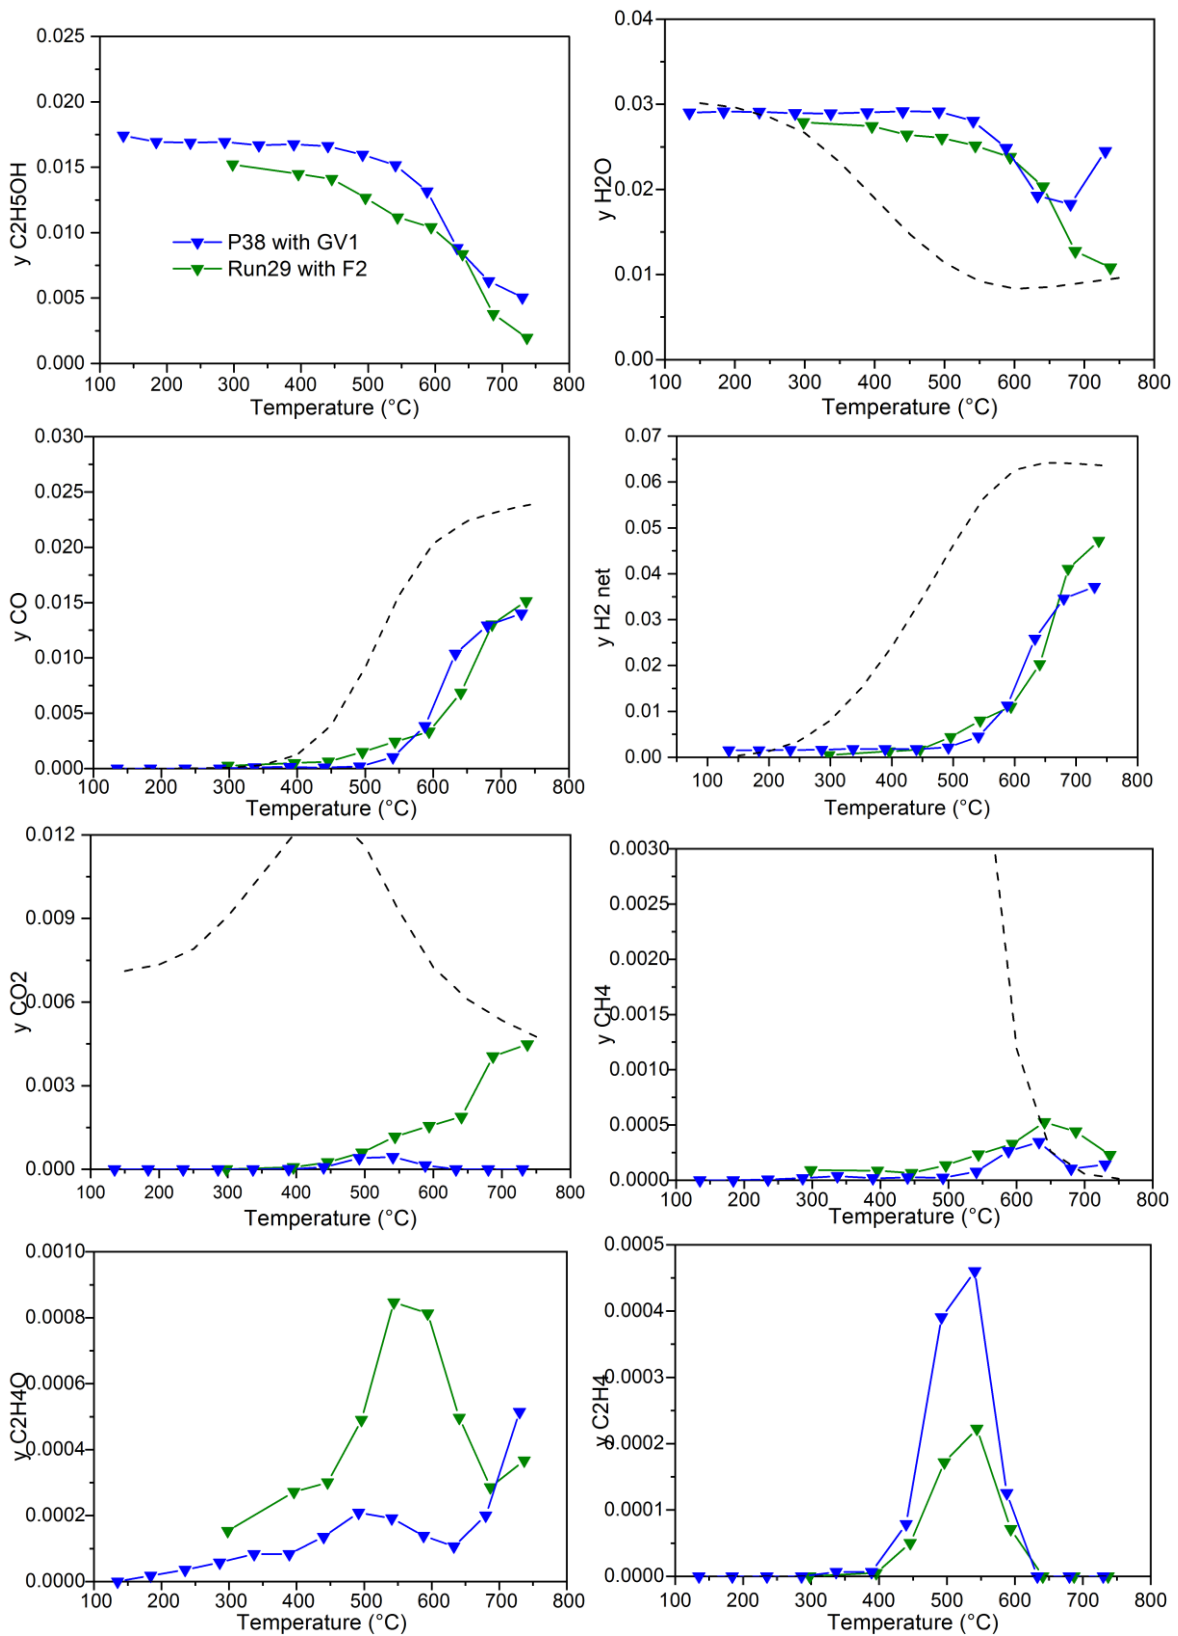 0.025
0.020
0.015
0.010
0.005
0.000
y C2H5OH
P38 with GV1
Run29 with F2
100 200 300 400 500 600 700 800
Temperature (°C)
0.04
0.03
0.02
0.01
0.00
y H2O
100 200 300 400 500 600 700 800
Temperature (°C)
0.030
0.025
0.020
0.015
0.010
0.005
0.000
y CO
100 200 300 400 500 600 700 800
Temperature (°C)
0.07
0.06
0.05
0.04
0.03
0.02
0.01
0.00
y H2 net
100 200 300 400 500 600 700 800
Temperature (°C)
0.012
0.009
0.006
0.003
0.000
y CO2
100 200 300 400 500 600 700 800
Temperature (°C)
0.0030
0.0025
0.0020
0.0015
0.0010
0.0005
0.0000
y CH4
100 200 300 400 500 600 700 800
Temperature (°C)
0.0010
0.0008
0.0006
0.0004
0.0002
0.0000
y C2H4O
100 200 300 400 500 600 700 800
Temperature (°C)
0.0005
0.0004
0.0003
0.0002
0.0001
0.0000
y C2H4
100 200 300 400 500 600 700 800
Temperature (°C)